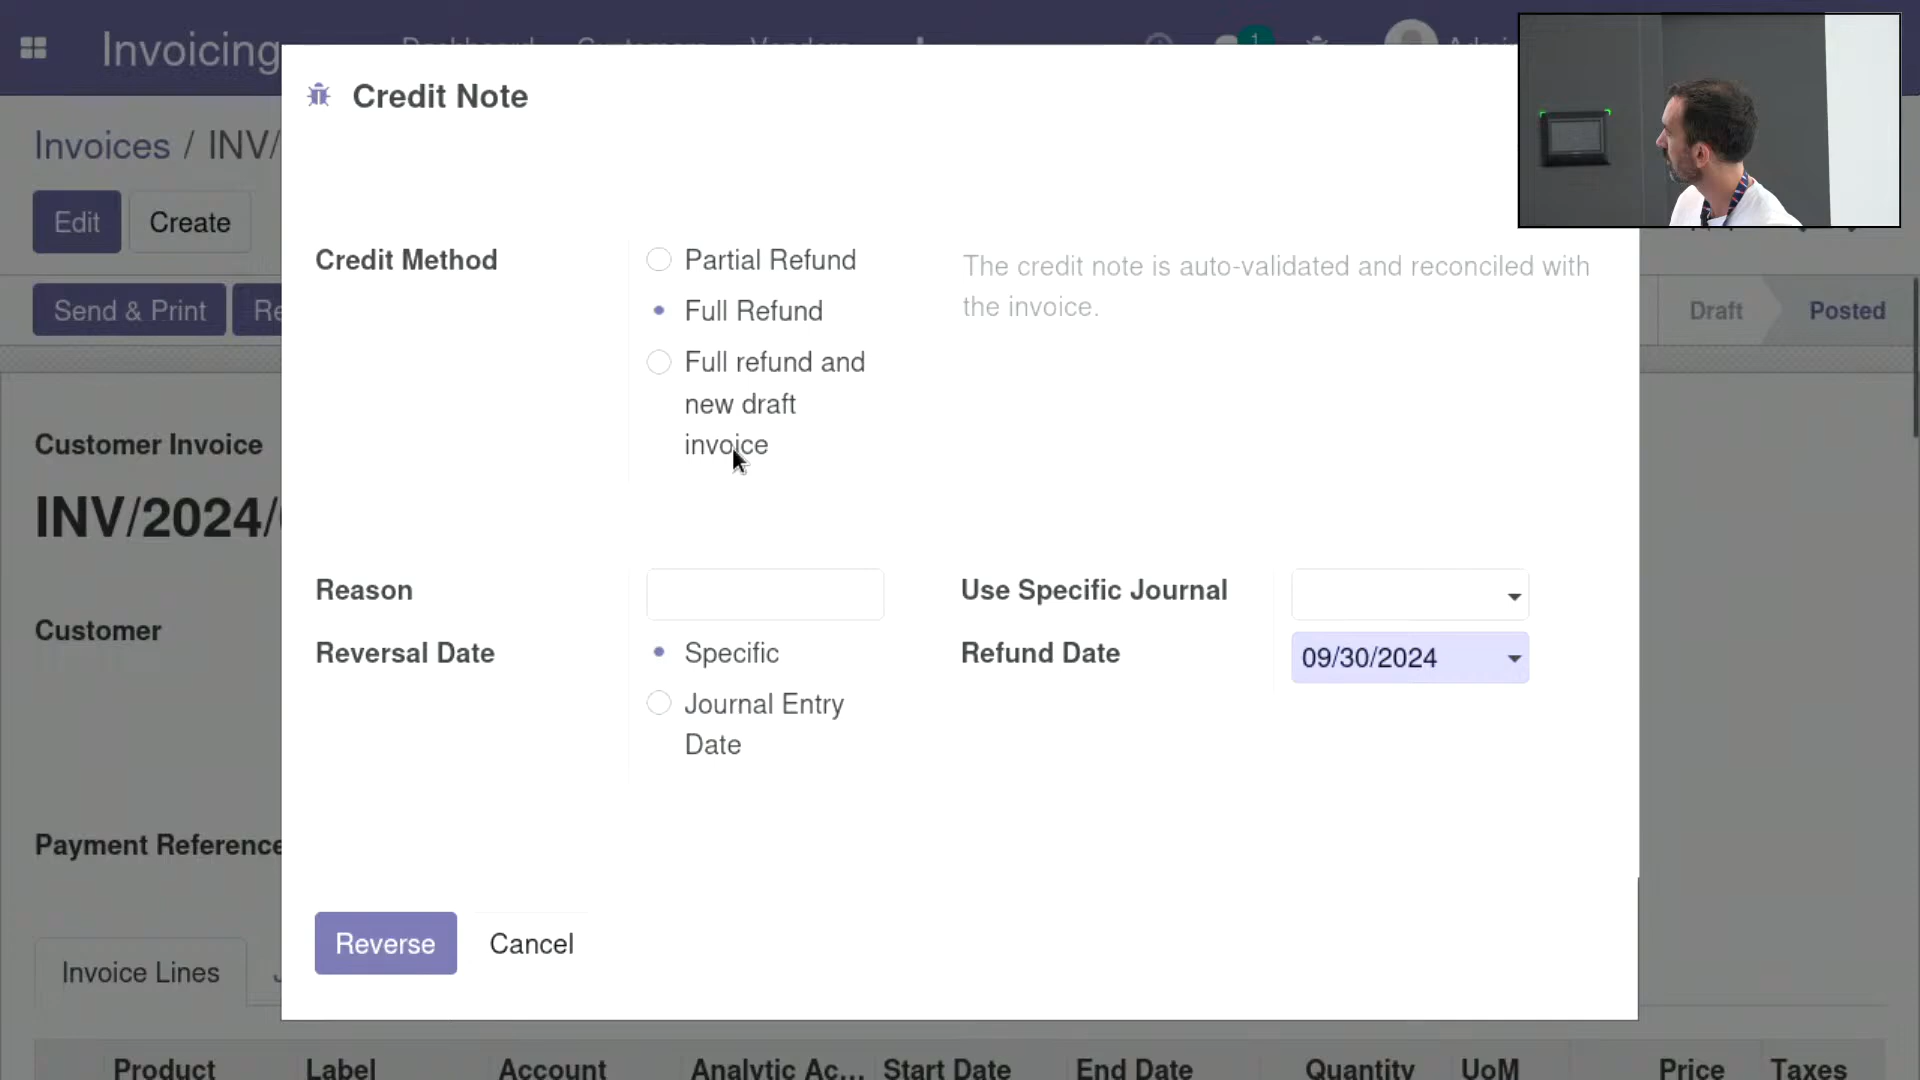 Invoicing
1
Credit Note
Invoices / INV/
Edit
Create
Credit Method
Partial Refund
Full Refund
Full refund and
new draft
invoice
The credit note is auto-validated and reconciled with
the invoice.
Send & Print
Re
Draft
Posted
Customer Invoice
INV/2024/
Customer
Reason
Use Specific Journal
Reversal Date
Specific
Journal Entry
Date
Refund Date
09/30/2024
Payment Reference
Reverse
Cancel
Invoice Lines
Product
Label
Account
Analytic Ac...
Start Date
End Date
Quantity
UoM
Price
Taxes